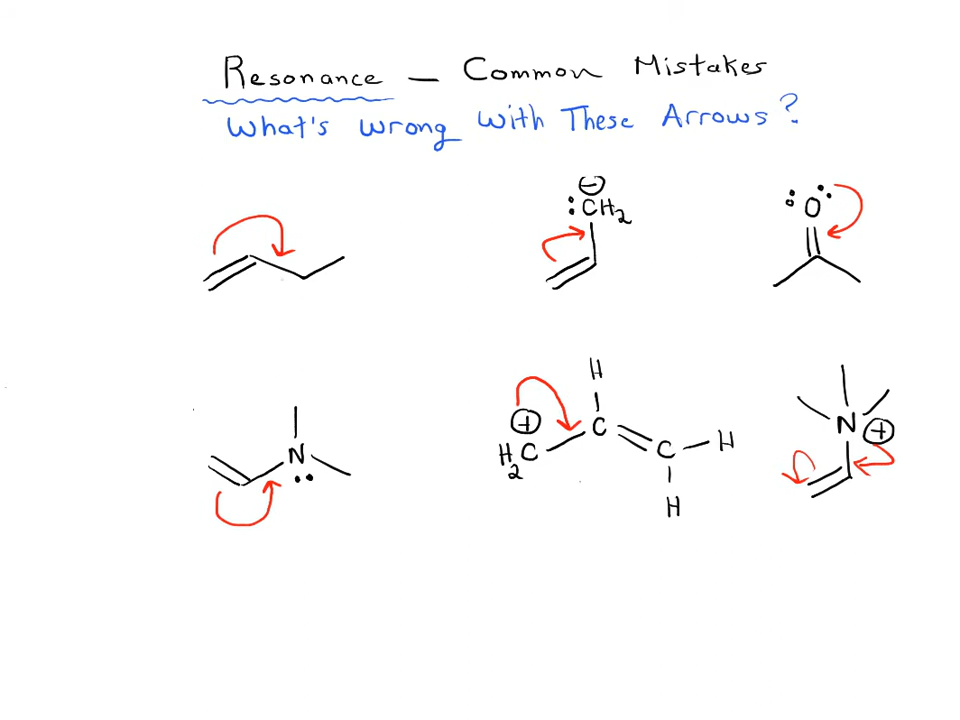 Resonance — Common Mistakes
What's Wrong With These Arrows?
⊖
:CH₂
:O:
H
⊕
⊕
H₂C
C
C
H
H
N
:
N